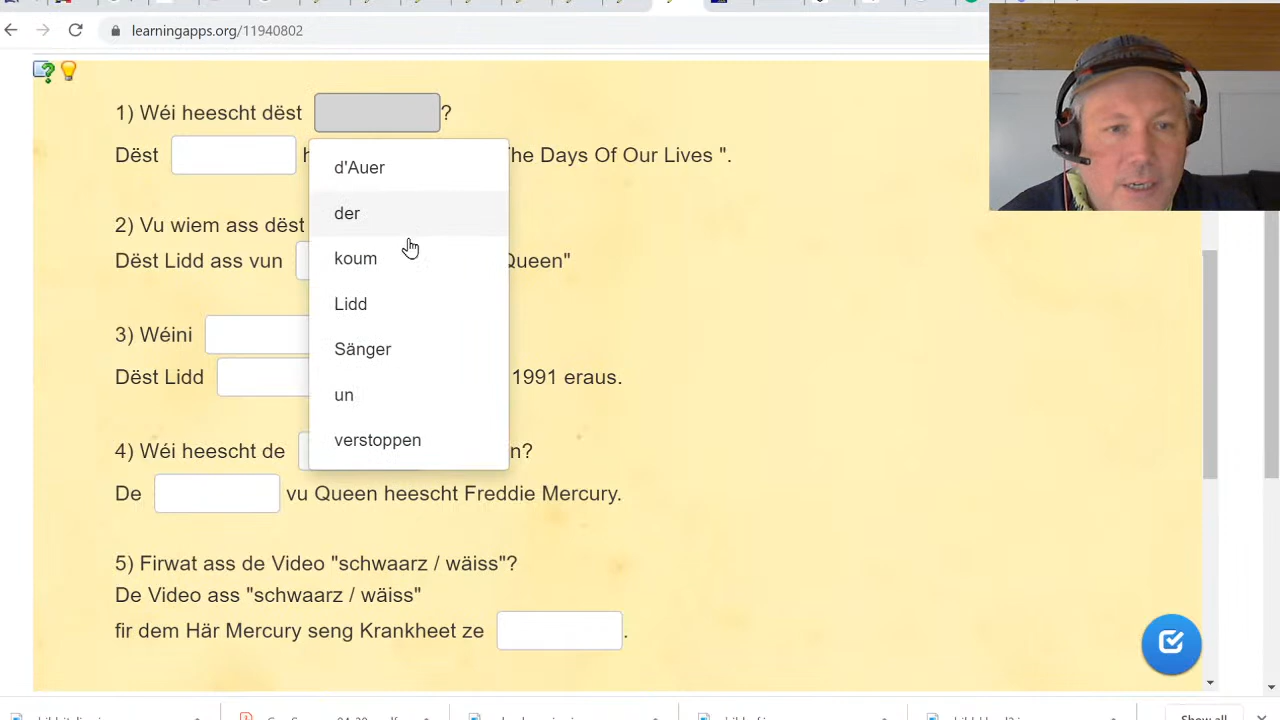 learningapps.org/11940802
1) Wéi heescht dëst ?
Dëst h he Days Of Our Lives ".
2) Vu wiem ass dëst
Dëst Lidd ass vun Queen"
3) Wéini
Dëst Lidd 1991 eraus.
4) Wéi heescht de n?
De vu Queen heescht Freddie Mercury.
5) Firwat ass de Video "schwaarz / wäiss"?
De Video ass "schwaarz / wäiss"
fir dem Här Mercury seng Krankheet ze .
d'Auer
der
koum
Lidd
Sänger
un
verstoppen
Show all